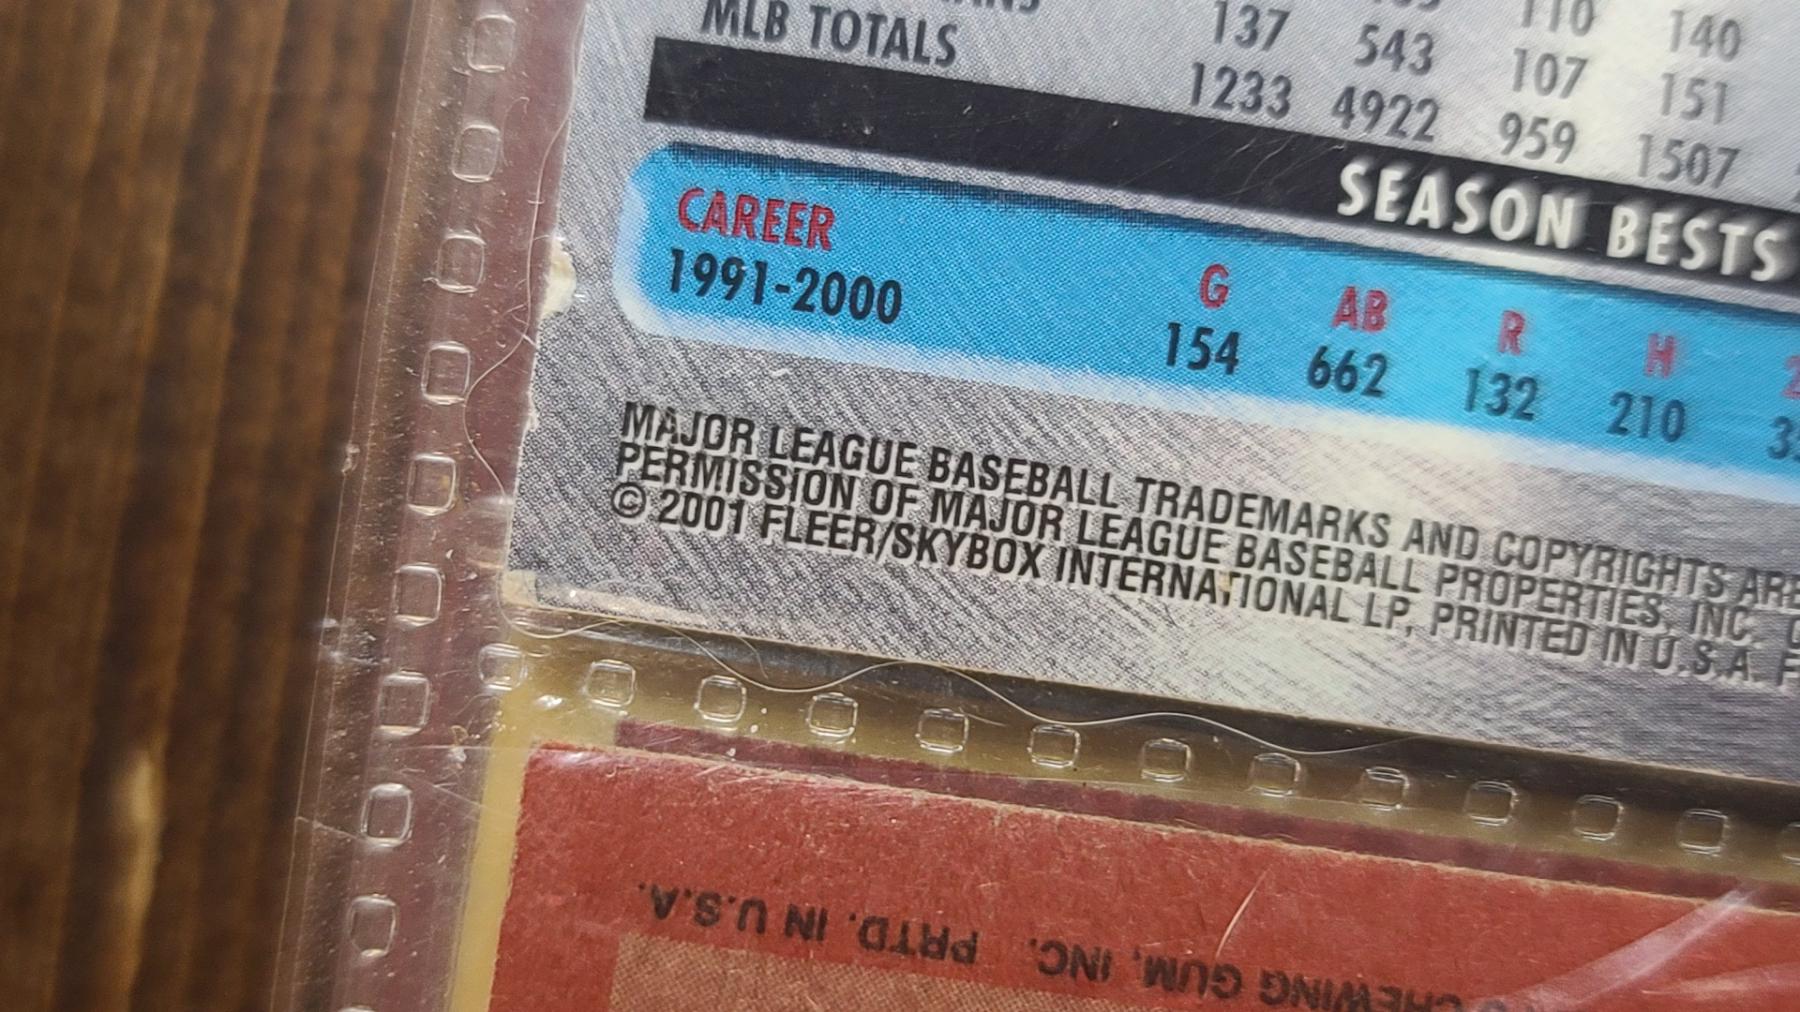 110 140
MLB TOTALS 137 543 107 151
1233 4922 959 1507
SEASON BESTS
CAREER G AB R H
1991-2000 154 662 132 210
MAJOR LEAGUE BASEBALL TRADEMARKS AND COPYRIGHTS ARE
PERMISSION OF MAJOR LEAGUE BASEBALL PROPERTIES, INC.
© 2001 FLEER/SKYBOX INTERNATIONAL LP, PRINTED IN U.S.A.
CHEWING GUM, INC. PRTD. IN U.S.A.